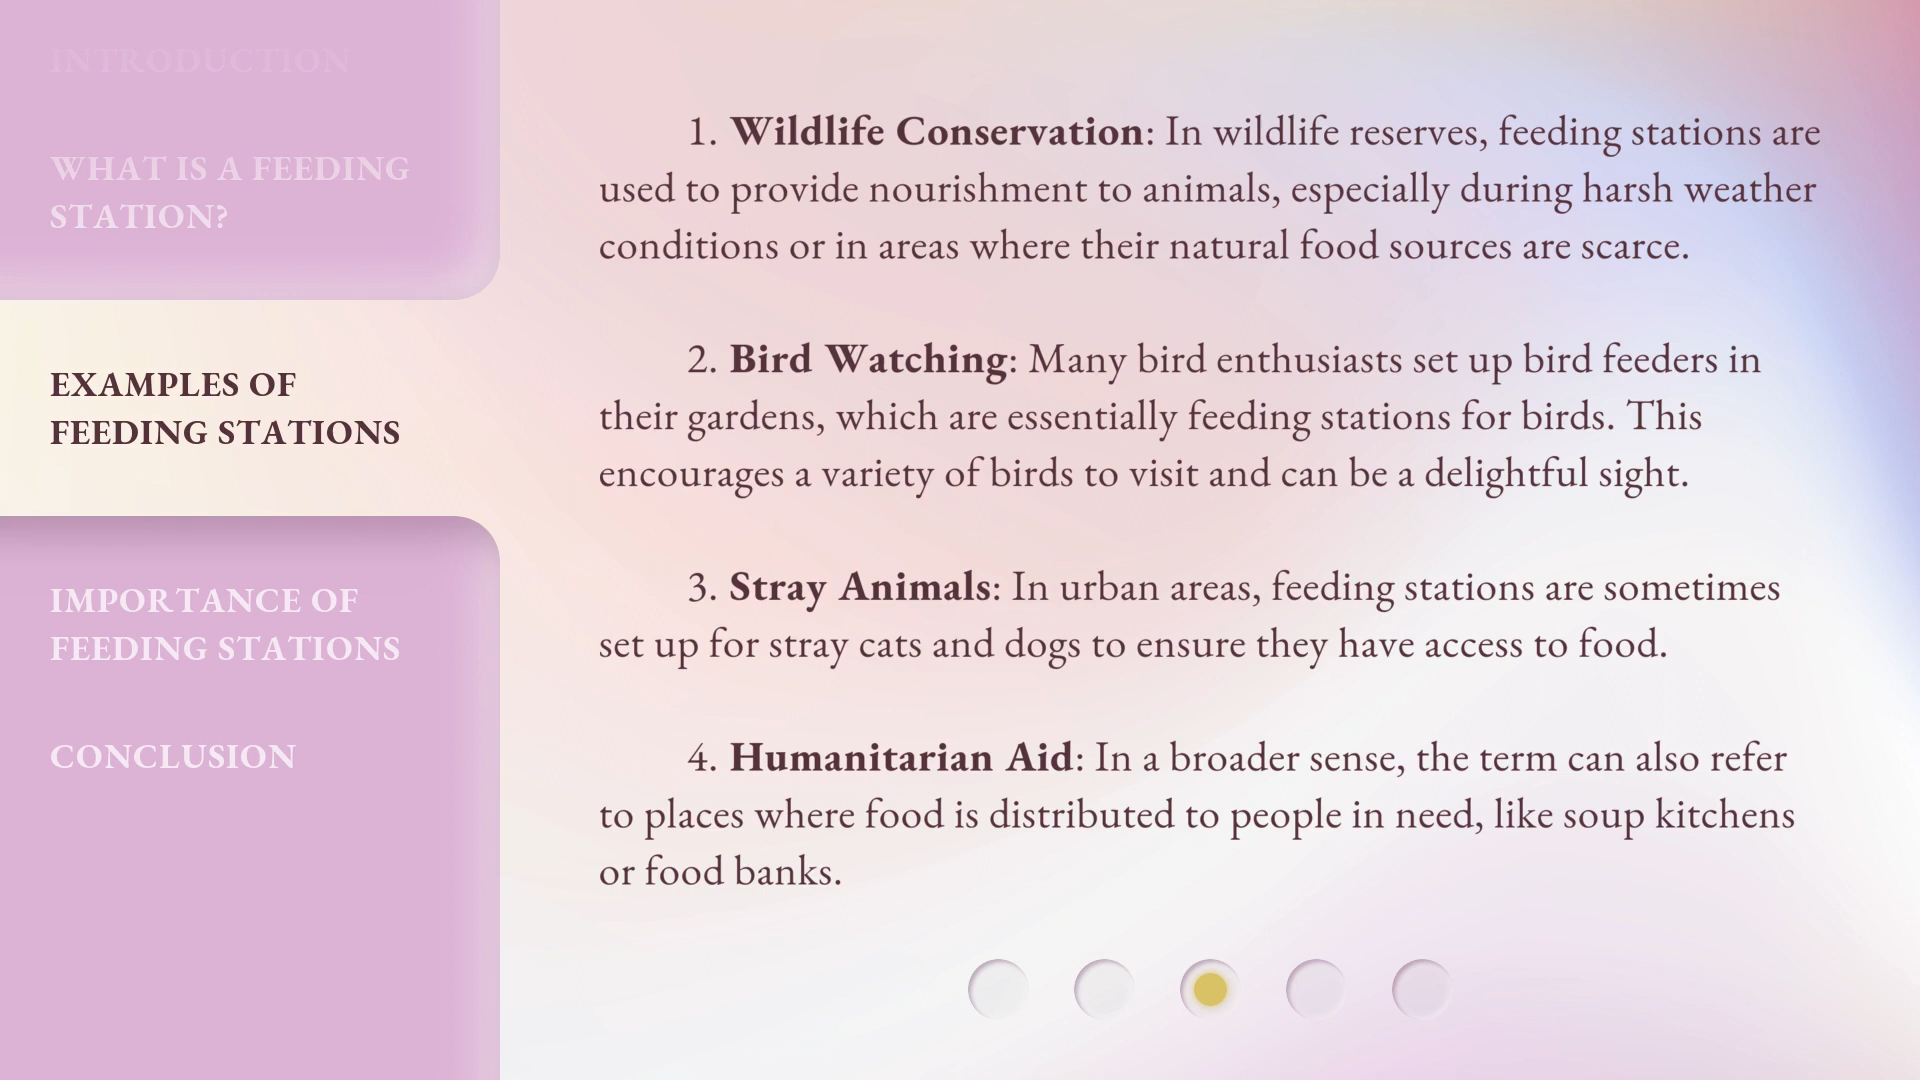 INTRODUCTION
WHAT IS A FEEDING
STATION?
EXAMPLES OF
FEEDING STATIONS
IMPORTANCE OF
FEEDING STATIONS
CONCLUSION
1. Wildlife Conservation: In wildlife reserves, feeding stations are
used to provide nourishment to animals, especially during harsh weather
conditions or in areas where their natural food sources are scarce.
2. Bird Watching: Many bird enthusiasts set up bird feeders in
their gardens, which are essentially feeding stations for birds. This
encourages a variety of birds to visit and can be a delightful sight.
3. Stray Animals: In urban areas, feeding stations are sometimes
set up for stray cats and dogs to ensure they have access to food.
4. Humanitarian Aid: In a broader sense, the term can also refer
to places where food is distributed to people in need, like soup kitchens
or food banks.